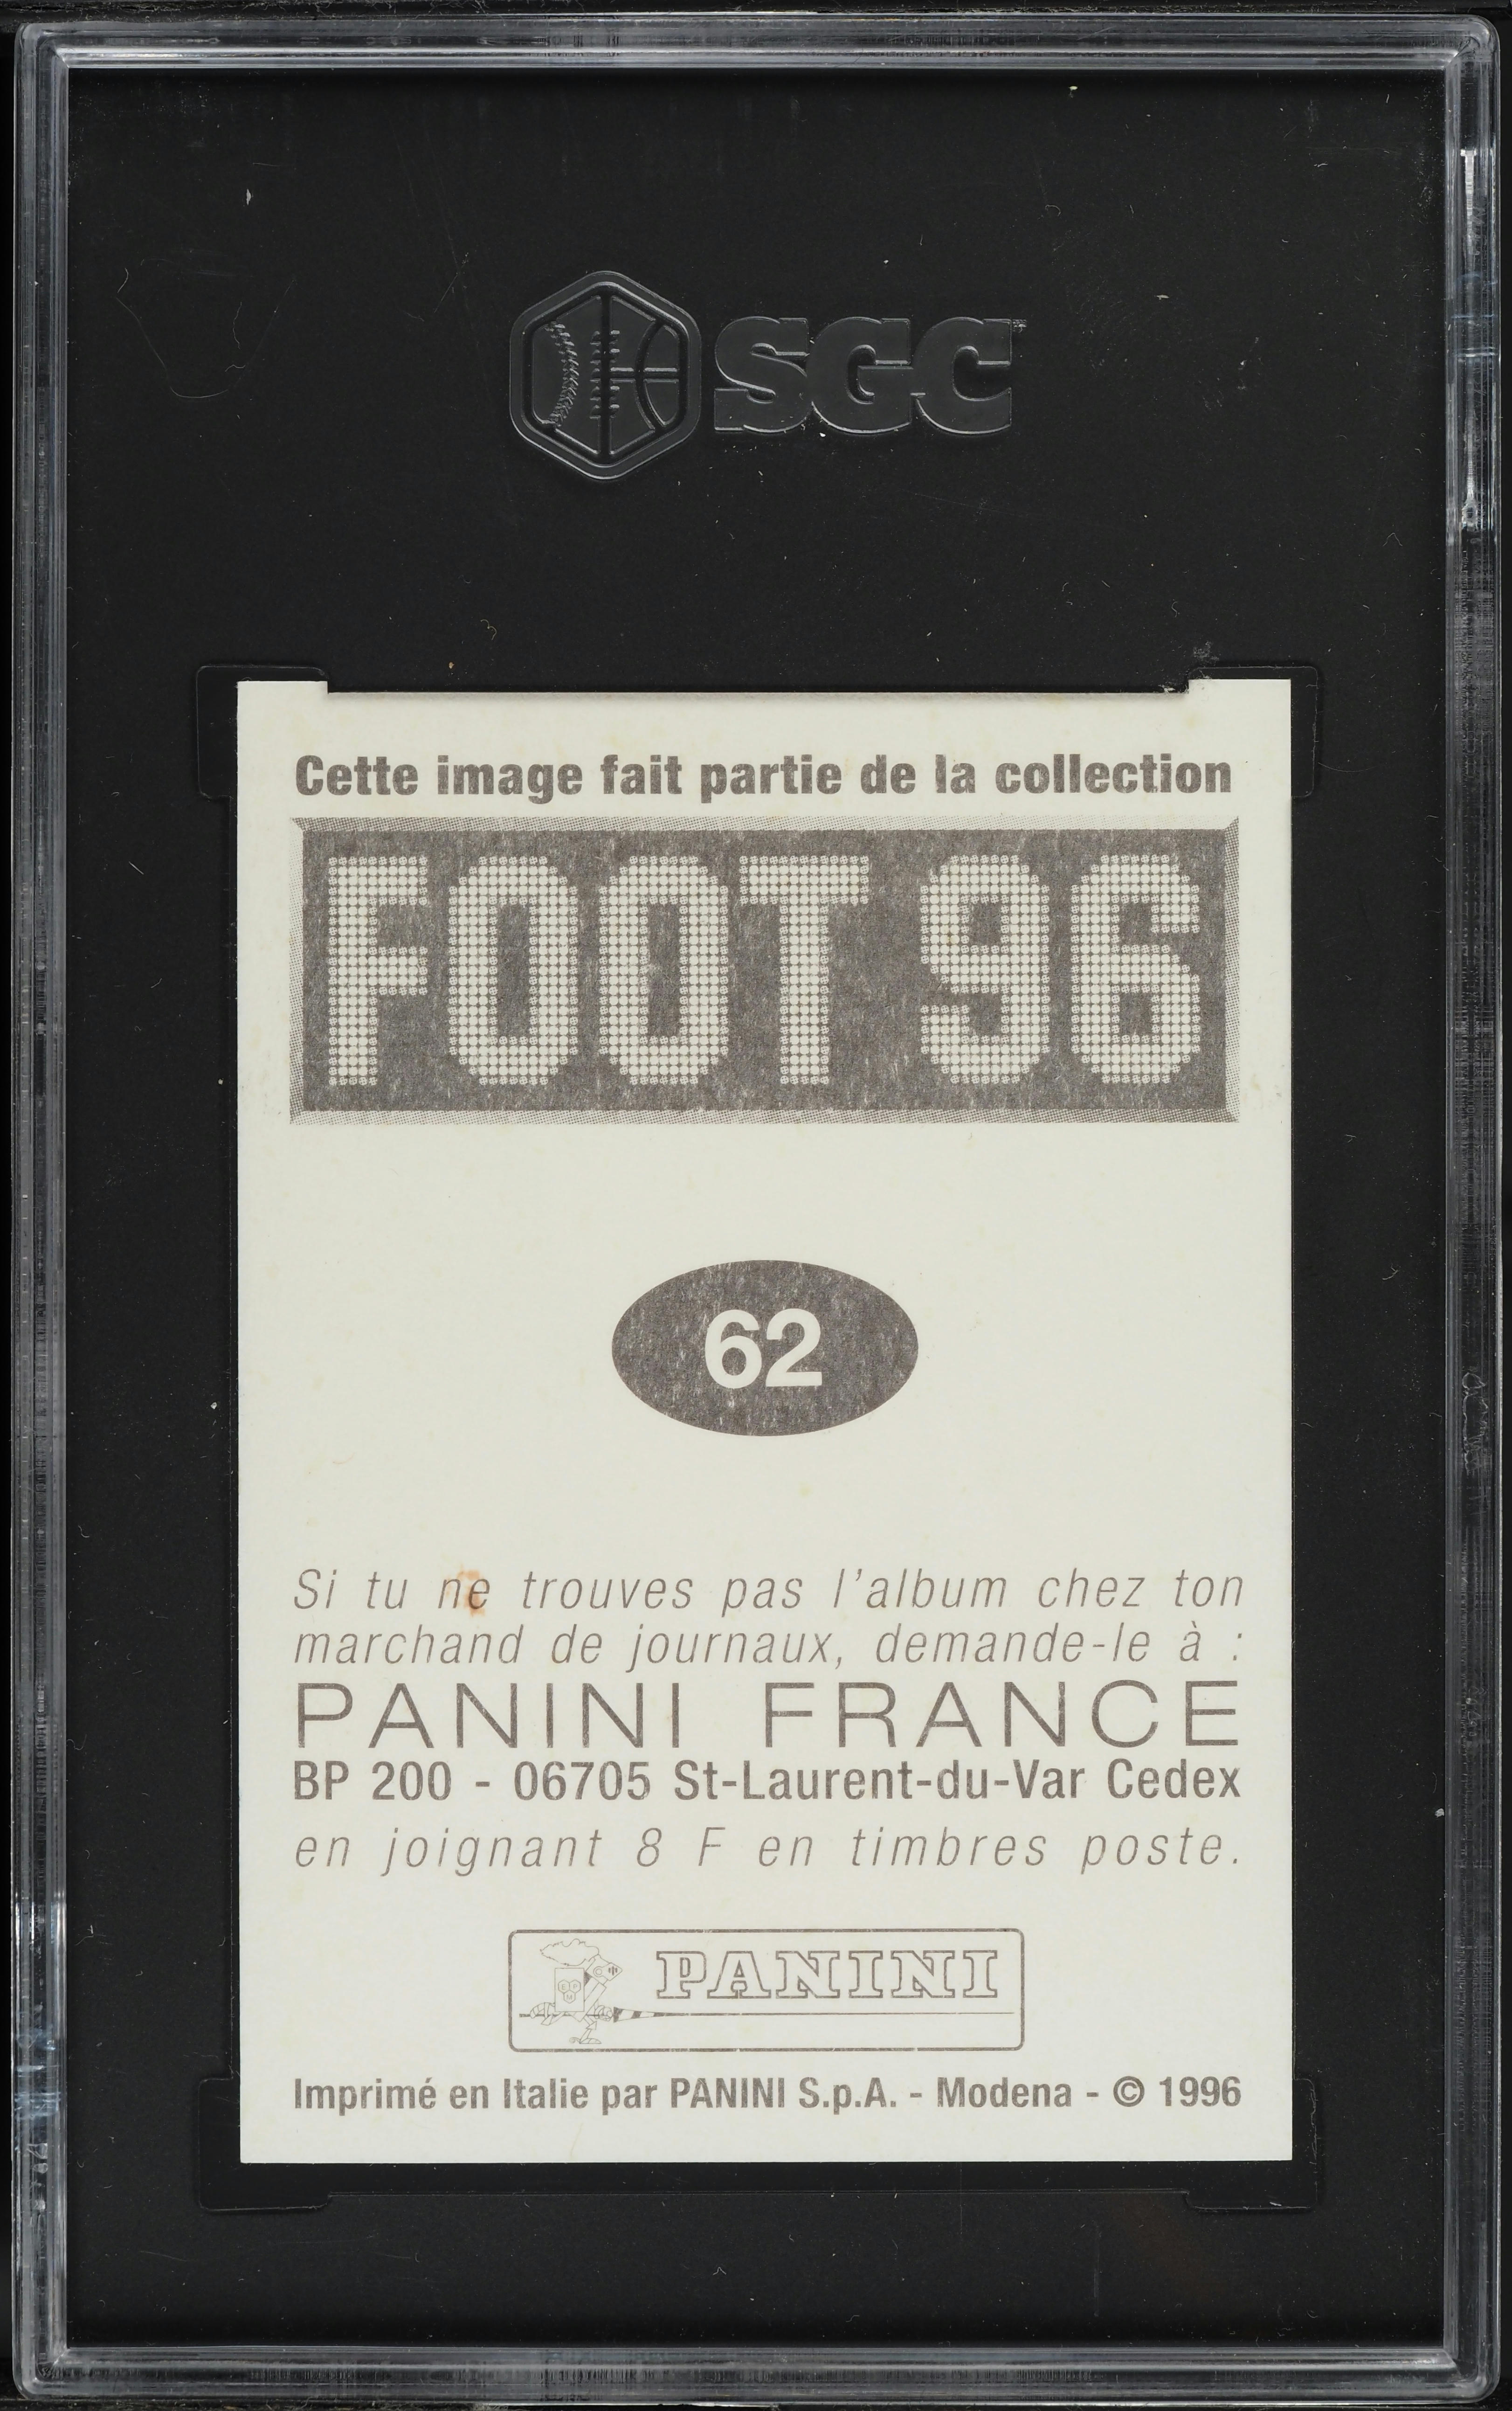 SGC
Cette image fait partie de la collection
FOOT 96
62
Si tu ne trouves pas l'album chez ton
marchand de journaux, demande-le à :
PANINI FRANCE
BP 200 - 06705 St-Laurent-du-Var Cedex
en joignant 8 F en timbres poste.
PANINI
Imprimé en Italie par PANINI S.p.A. - Modena - © 1996